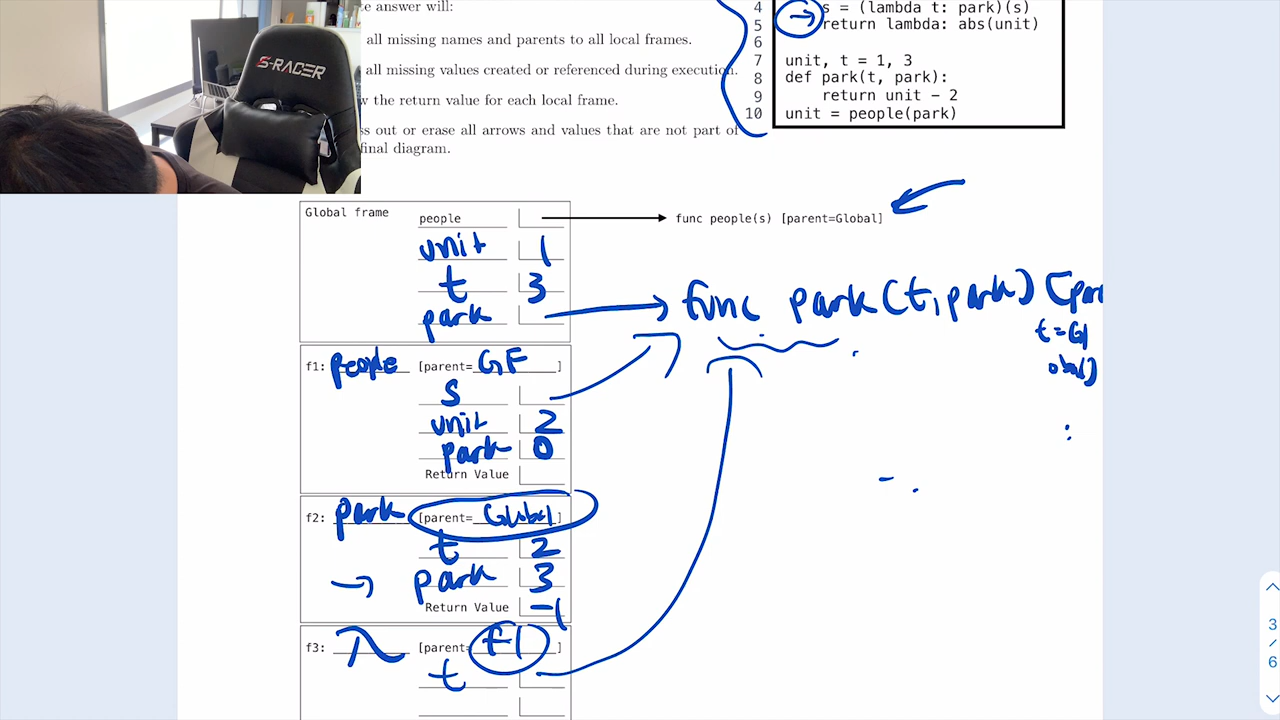 te answer will:
all missing names and parents to all local frames.
all missing values created or referenced during execution.
w the return value for each local frame.
ss out or erase all arrows and values that are not part of
final diagram.
S-RACER
4 s = (lambda t: park)(s)
5 return lambda: abs(unit)
6
7 unit, t = 1, 3
8 def park(t, park):
9 return unit - 2
10 unit = people(park)
Global frame
people
func people(s) [parent=Global]
unit 1
t 3
park
func park(t, park) [par
t=Gl
f1: people [parent= GF ]
s
unit 2
park 0
Return Value
f2: park [parent= Global ]
t 2
→ park 3
Return Value -1
f3: λ [parent= f1 ]
t
3
/
6